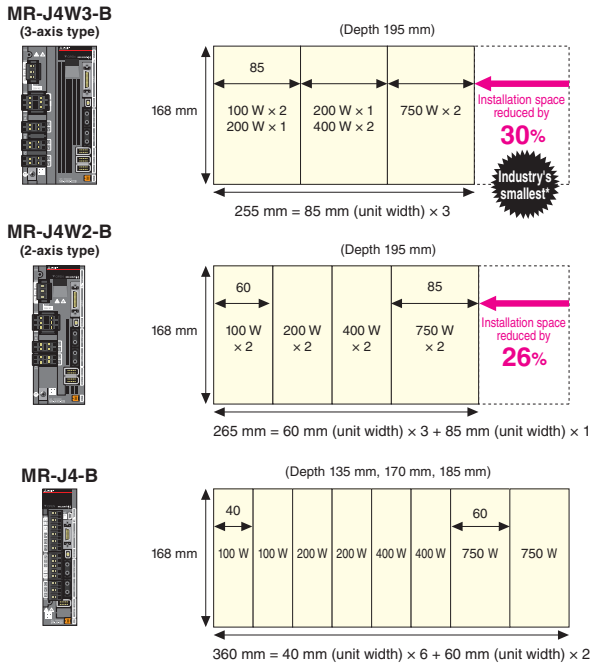 MR-J4W3-B
(3-axis type)
(Depth 195 mm)
168 mm
85
100 W × 2
200 W × 1
200 W × 1
400 W × 2
750 W × 2
Installation space
reduced by
30%
Industry's
smallest*
255 mm = 85 mm (unit width) × 3
MR-J4W2-B
(2-axis type)
(Depth 195 mm)
168 mm
60
85
100 W
× 2
200 W
× 2
400 W
× 2
750 W
× 2
Installation space
reduced by
26%
265 mm = 60 mm (unit width) × 3 + 85 mm (unit width) × 1
MR-J4-B
(Depth 135 mm, 170 mm, 185 mm)
168 mm
40
60
100 W
100 W
200 W
200 W
400 W
400 W
750 W
750 W
360 mm = 40 mm (unit width) × 6 + 60 mm (unit width) × 2